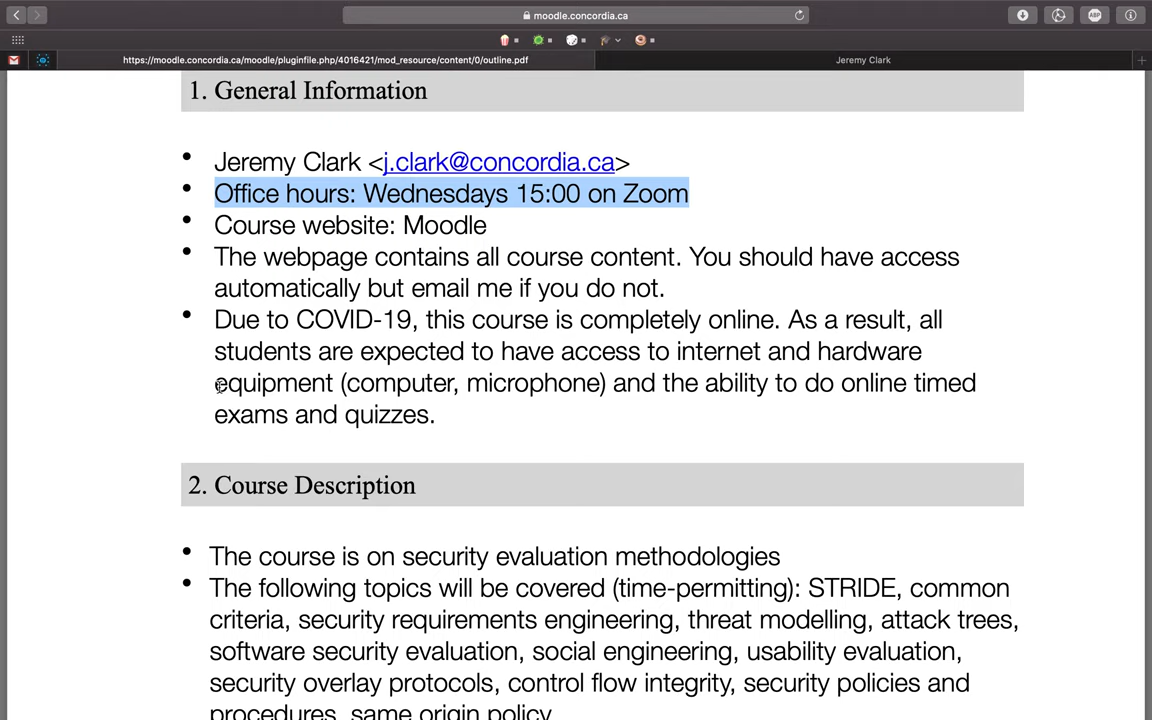 moodle.concordia.ca
ABP
https://moodle.concordia.ca/moodle/pluginfile.php/4016421/mod_resource/content/0/outline.pdf
Jeremy Clark
1. General Information
• Jeremy Clark <j.clark@concordia.ca>
• Office hours: Wednesdays 15:00 on Zoom
• Course website: Moodle
• The webpage contains all course content. You should have access
automatically but email me if you do not.
• Due to COVID-19, this course is completely online. As a result, all
students are expected to have access to internet and hardware
equipment (computer, microphone) and the ability to do online timed
exams and quizzes.
2. Course Description
• The course is on security evaluation methodologies
• The following topics will be covered (time-permitting): STRIDE, common
criteria, security requirements engineering, threat modelling, attack trees,
software security evaluation, social engineering, usability evaluation,
security overlay protocols, control flow integrity, security policies and
procedures, same origin policy